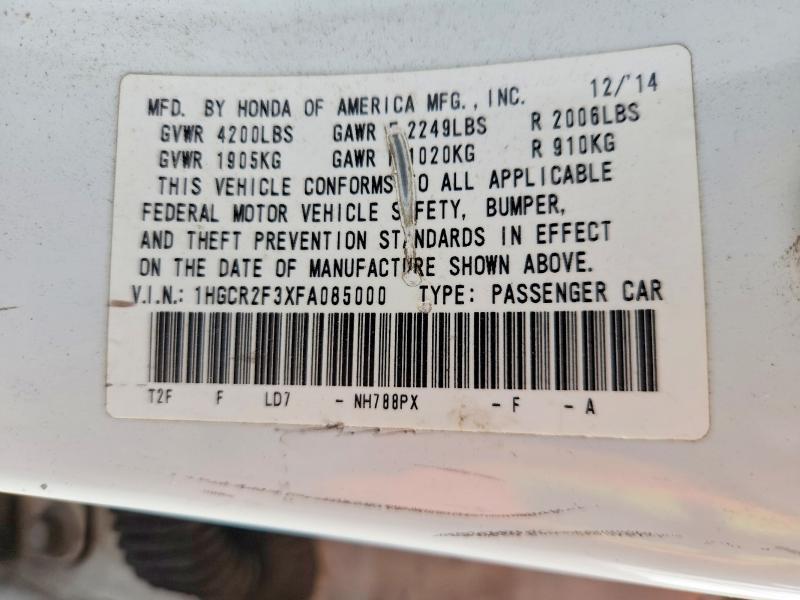 MFD. BY HONDA OF AMERICA MFG., INC. 12/'14
GVWR 4200LBS GAWR F 2249LBS R 2006LBS
GVWR 1905KG GAWR 1020KG R 910KG
THIS VEHICLE CONFORMS TO ALL APPLICABLE
FEDERAL MOTOR VEHICLE SAFETY, BUMPER,
AND THEFT PREVENTION STANDARDS IN EFFECT
ON THE DATE OF MANUFACTURE SHOWN ABOVE.
V.I.N.: 1HGCR2F3XFA085000 TYPE: PASSENGER CAR
T2F F LD7 - NH788PX - F - A